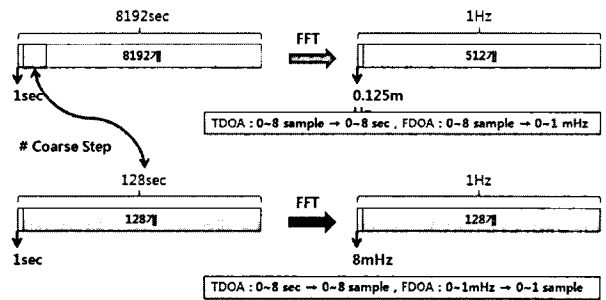 8192sec
1Hz
8192개
FFT
512개
1sec
0.125m
TDOA : 0~8 sample → 0~8 sec , FDOA : 0~8 sample → 0~1 mHz
# Coarse Step
128sec
1Hz
128개
FFT
128개
1sec
8mHz
TDOA : 0~8 sec → 0~8 sample , FDOA : 0~1mHz → 0~1 sample